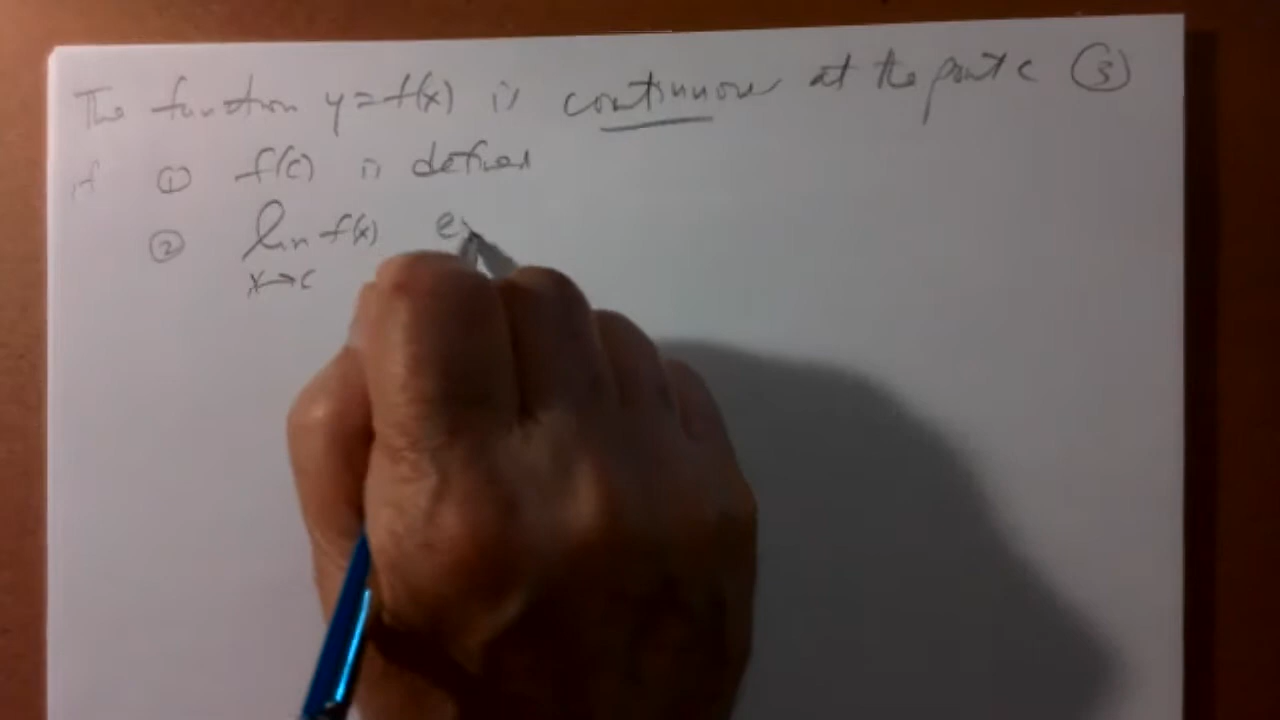 The function y = f(x) is continuous at the point c ③
if ① f(c) is defined
② lim f(x) e
x→c